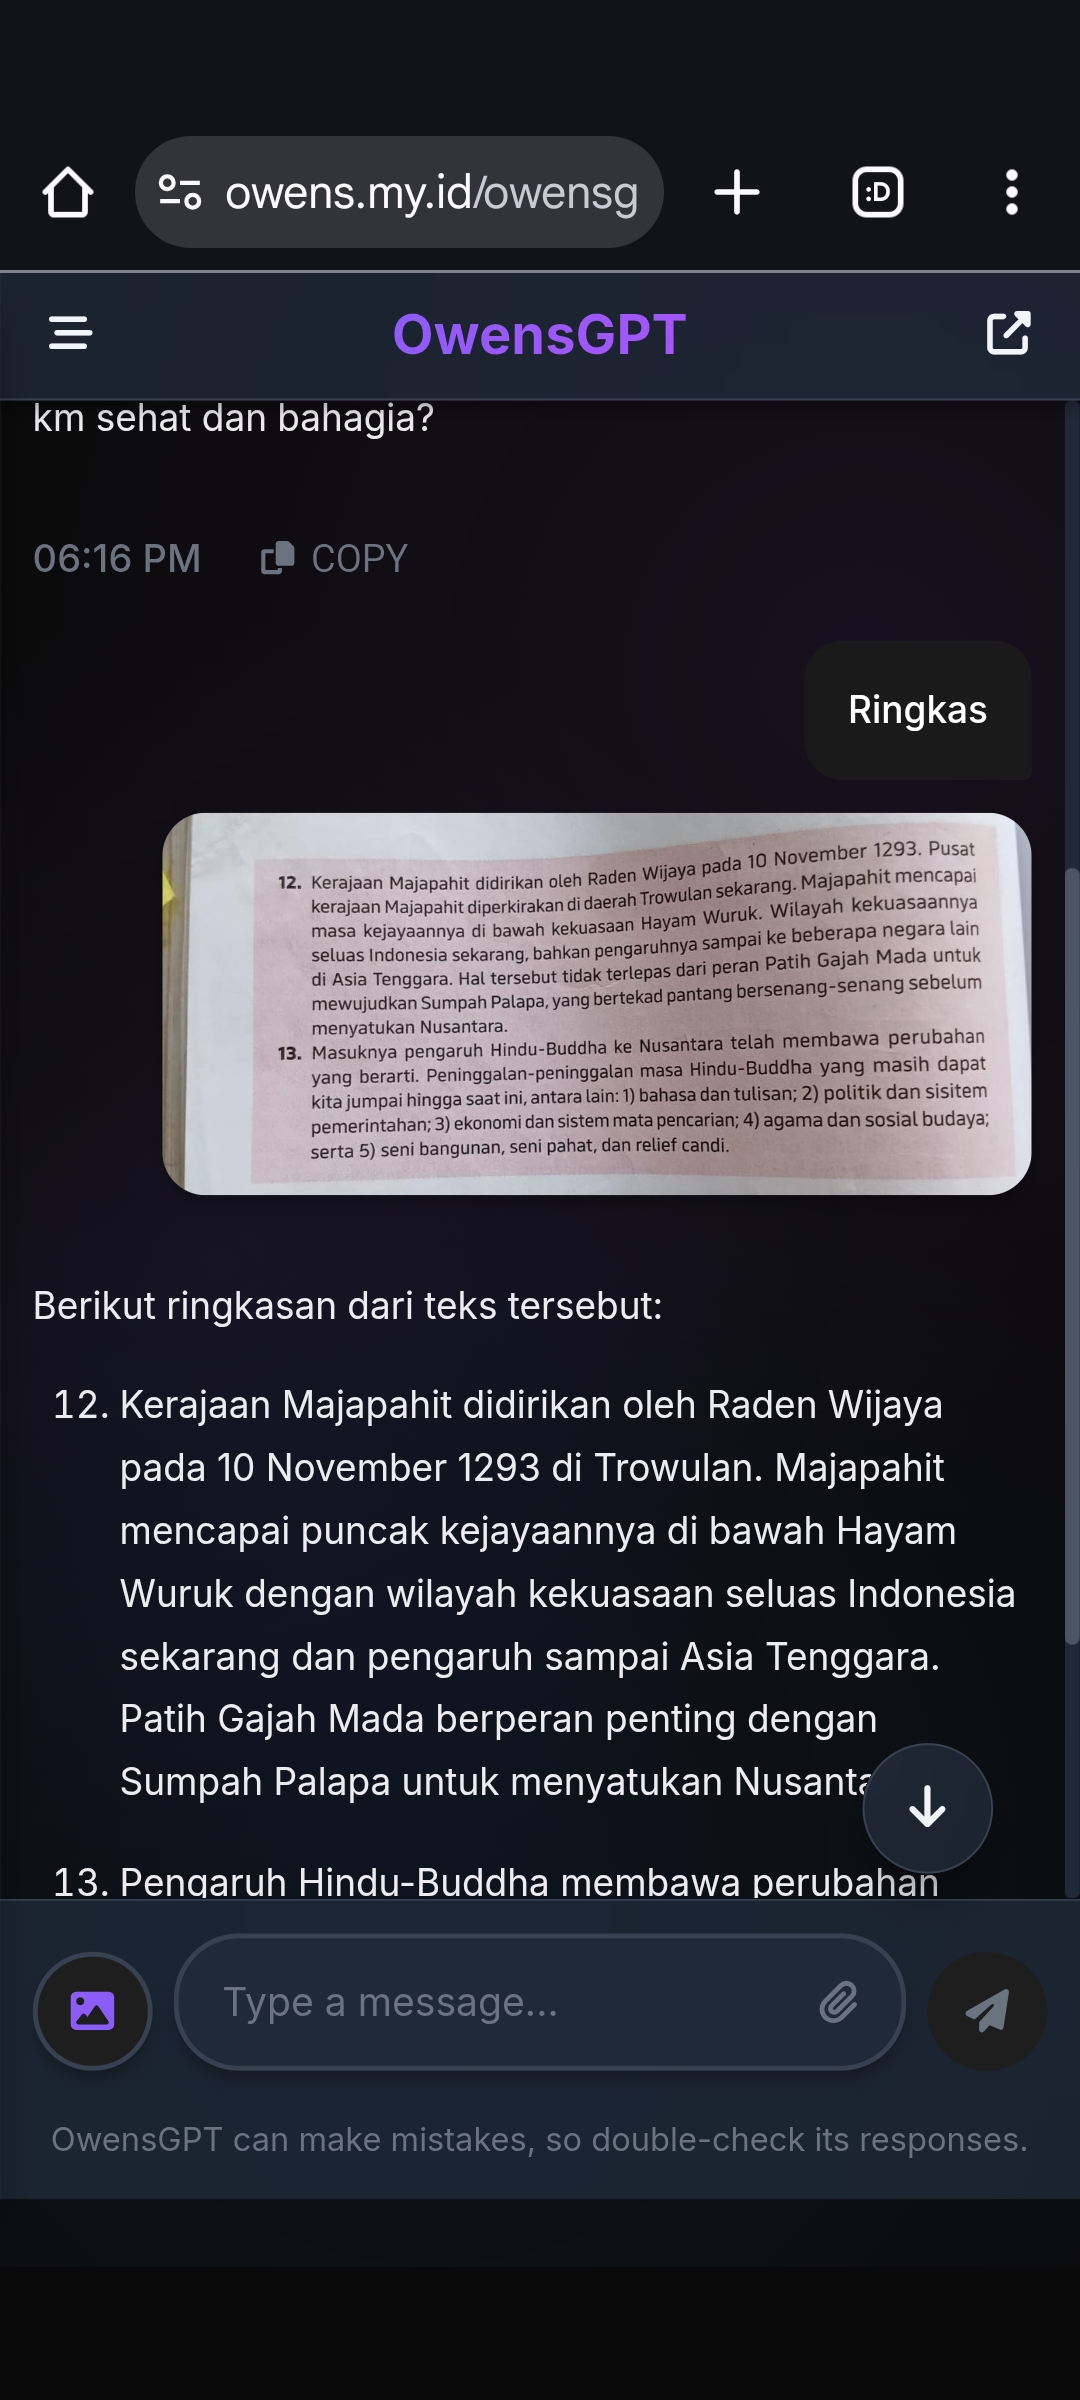 owens.my.id/owensg
:D
OwensGPT
km sehat dan bahagia?
06:16 PM COPY
Ringkas
12. Kerajaan Majapahit didirikan oleh Raden Wijaya pada 10 November 1293. Pusat
kerajaan Majapahit diperkirakan di daerah Trowulan sekarang. Majapahit mencapai
masa kejayaannya di bawah kekuasaan Hayam Wuruk. Wilayah kekuasaannya
seluas Indonesia sekarang, bahkan pengaruhnya sampai ke beberapa negara lain
di Asia Tenggara. Hal tersebut tidak terlepas dari peran Patih Gajah Mada untuk
mewujudkan Sumpah Palapa, yang bertekad pantang bersenang-senang sebelum
menyatukan Nusantara.
13. Masuknya pengaruh Hindu-Buddha ke Nusantara telah membawa perubahan
yang berarti. Peninggalan-peninggalan masa Hindu-Buddha yang masih dapat
kita jumpai hingga saat ini, antara lain: 1) bahasa dan tulisan; 2) politik dan sisitem
pemerintahan; 3) ekonomi dan sistem mata pencarian; 4) agama dan sosial budaya;
serta 5) seni bangunan, seni pahat, dan relief candi.
Berikut ringkasan dari teks tersebut:
12. Kerajaan Majapahit didirikan oleh Raden Wijaya
pada 10 November 1293 di Trowulan. Majapahit
mencapai puncak kejayaannya di bawah Hayam
Wuruk dengan wilayah kekuasaan seluas Indonesia
sekarang dan pengaruh sampai Asia Tenggara.
Patih Gajah Mada berperan penting dengan
Sumpah Palapa untuk menyatukan Nusanta
13. Pengaruh Hindu-Buddha membawa perubahan
Type a message...
OwensGPT can make mistakes, so double-check its responses.